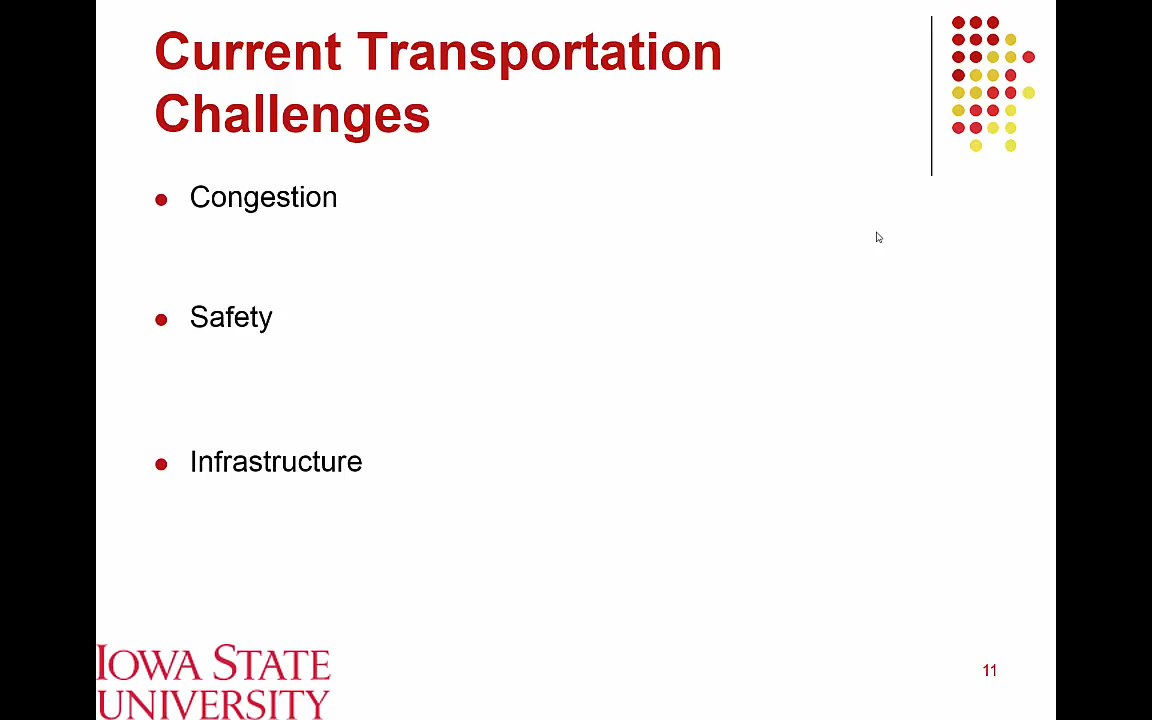 Current Transportation
Challenges
Congestion
Safety
Infrastructure
IOWA STATE
UNIVERSITY
11